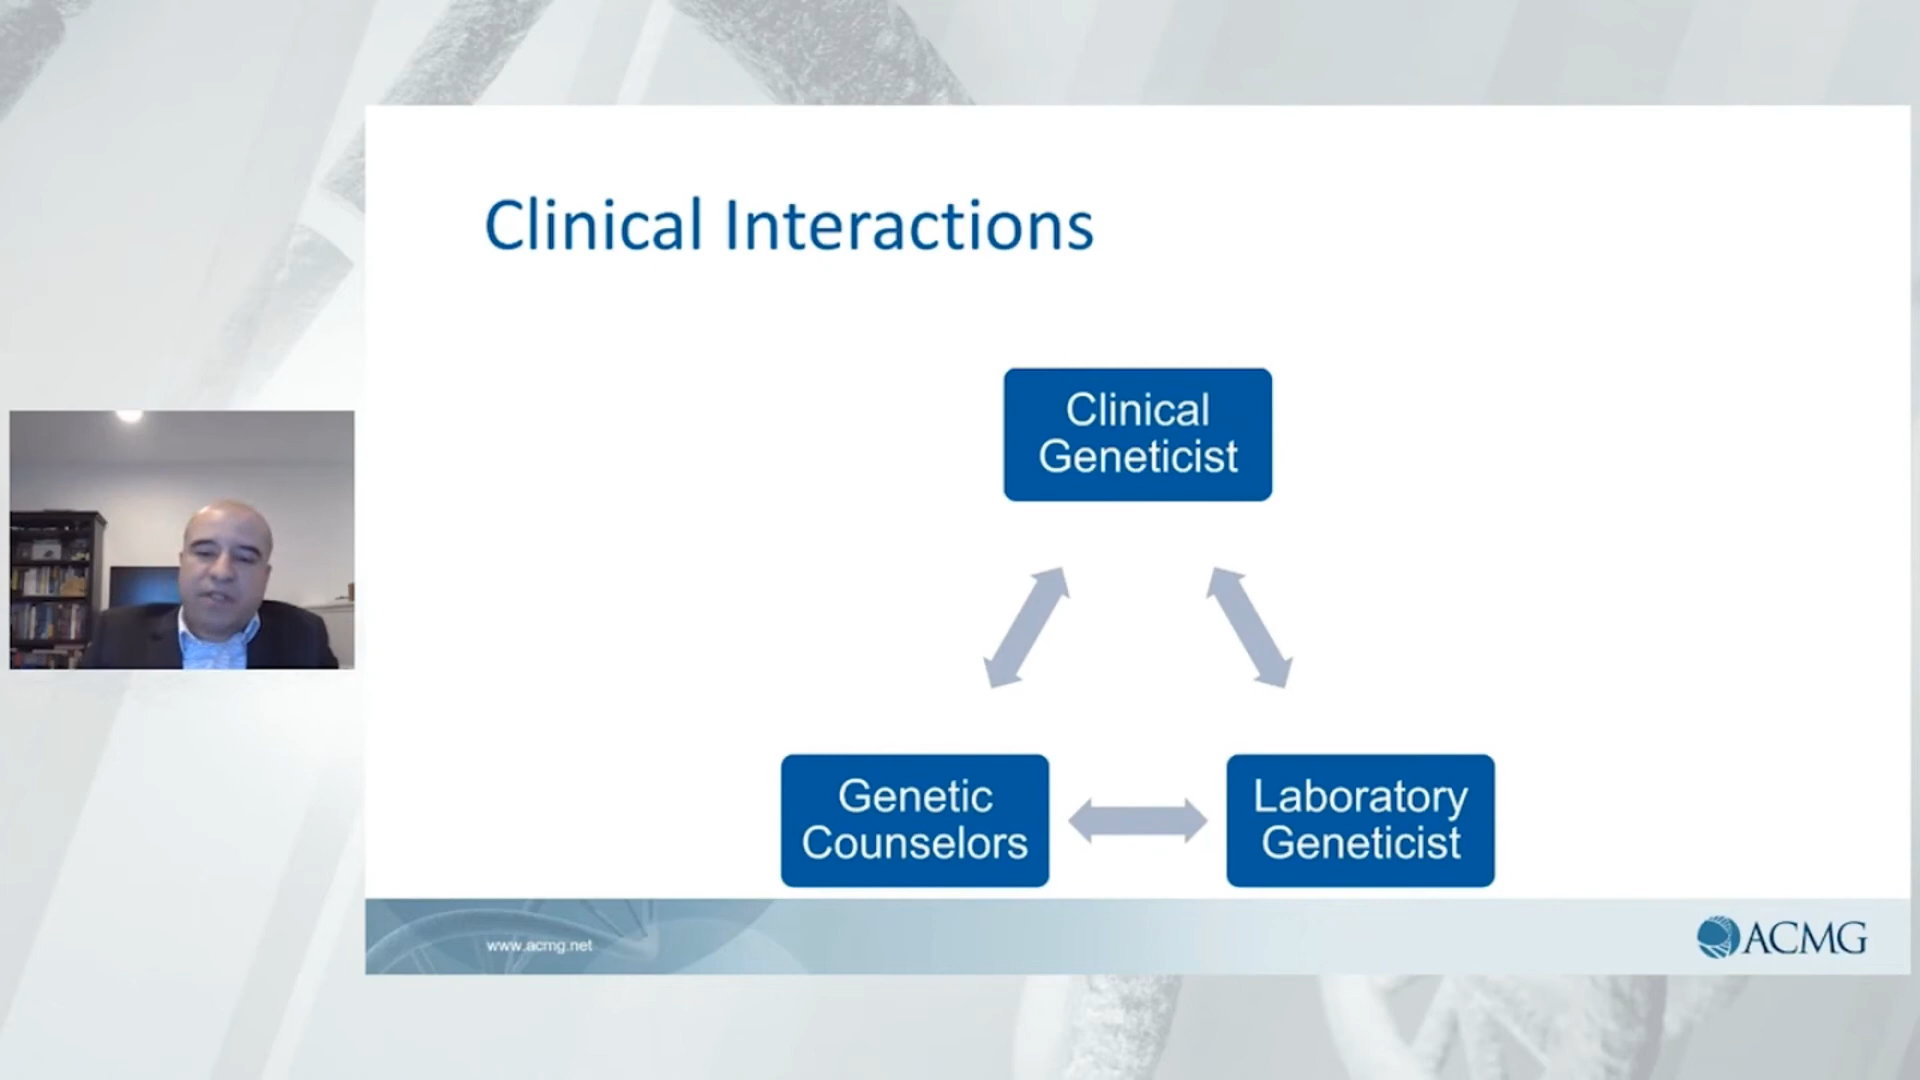 Clinical Interactions
Clinical
Geneticist
Genetic
Counselors
Laboratory
Geneticist
www.acmg.net
ACMG